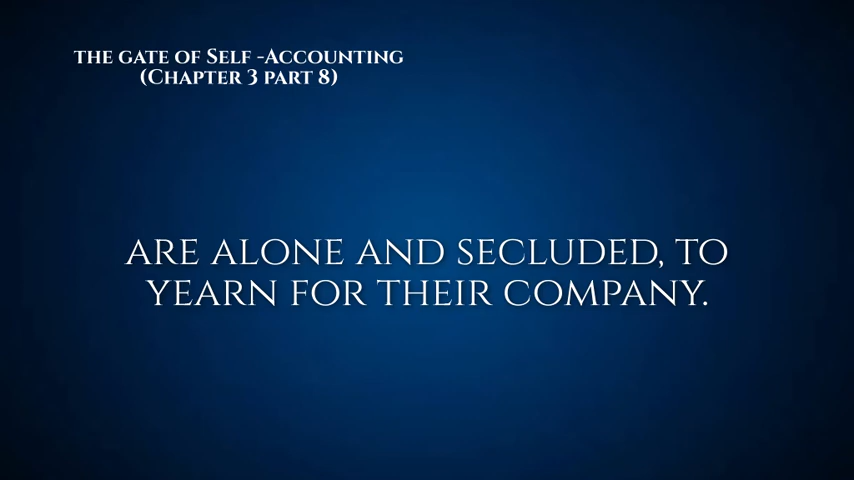 THE GATE OF SELF -ACCOUNTING
(CHAPTER 3 PART 8)
ARE ALONE AND SECLUDED, TO
YEARN FOR THEIR COMPANY.